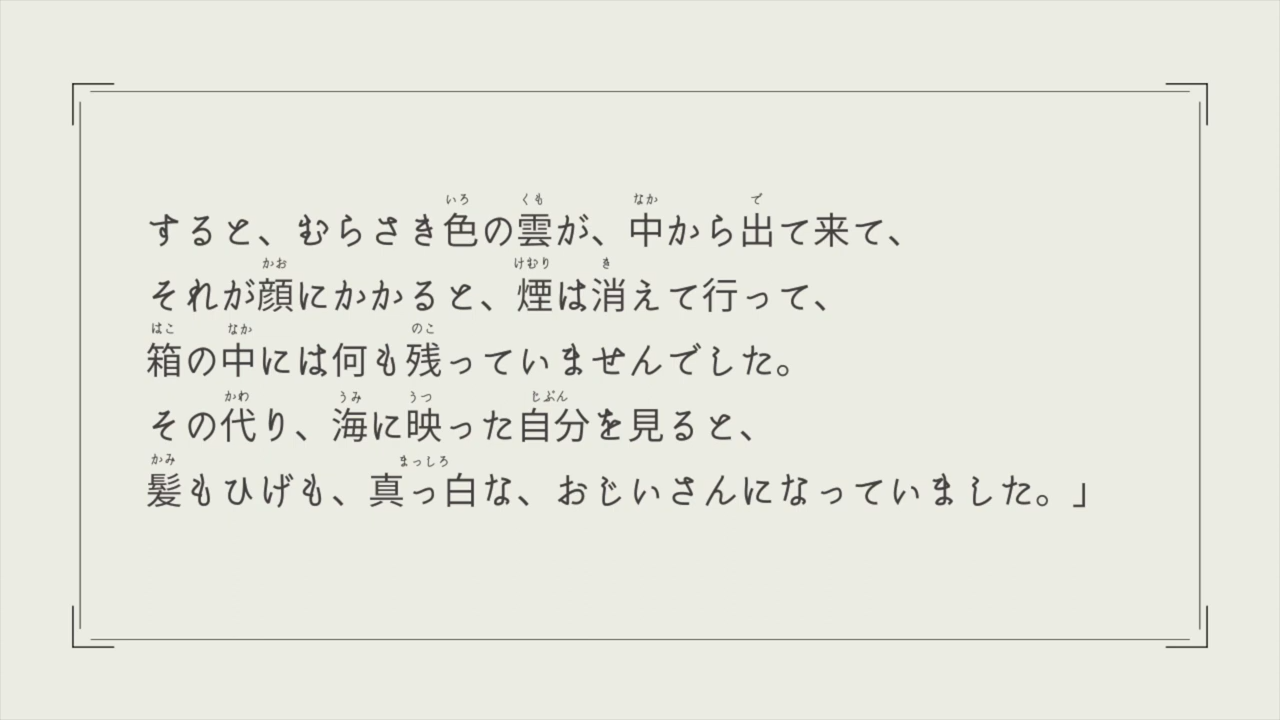 すると、むらさき色の雲が、中から出て来て、
それが顔にかかると、煙は消えて行って、
箱の中には何も残っていませんでした。
その代り、海に映った自分を見ると、
髪もひげも、真っ白な、おじいさんになっていました。」